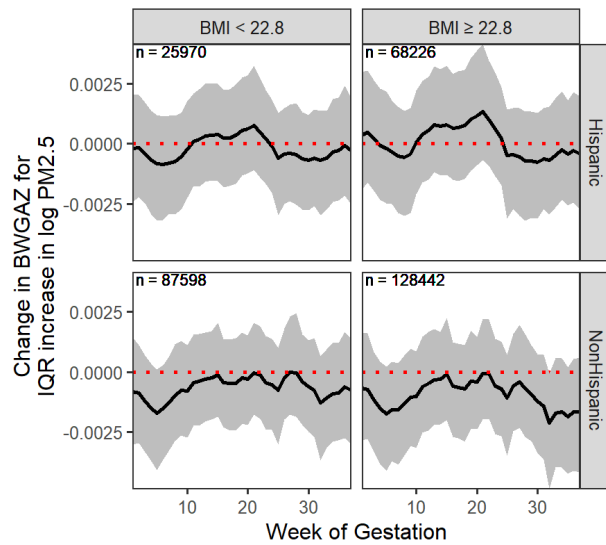 BMI < 22.8
BMI ≥ 22.8
n = 25970
n = 68226
Hispanic
0.0025
0.0000
-0.0025
n = 87598
n = 128442
NonHispanic
0.0025
0.0000
-0.0025
10
20
30
10
20
30
Week of Gestation
Change in BWGAZ for
IQR increase in log PM2.5